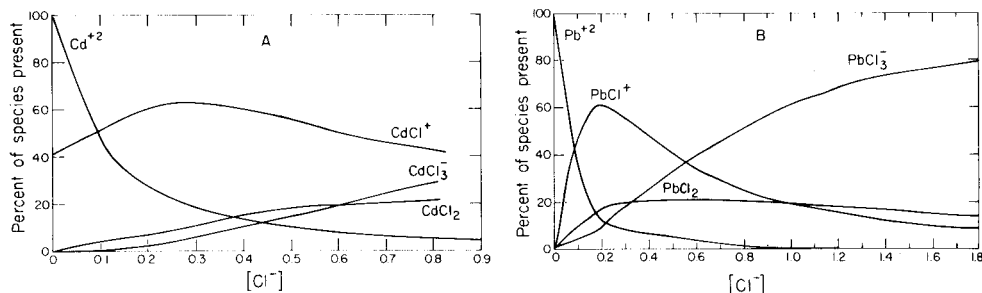 Percent of species present
100
80
60
40
20
0
A
Cd+2
CdCl+
CdCl3-
CdCl2
0
0.1
0.2
0.3
0.4
0.5
0.6
0.7
0.8
0.9
[Cl-]
Percent of species present
100
80
60
40
20
0
B
Pb+2
PbCl+
PbCl3-
PbCl2
0
0.2
0.4
0.6
0.8
1.0
1.2
1.4
1.6
1.8
[Cl-]